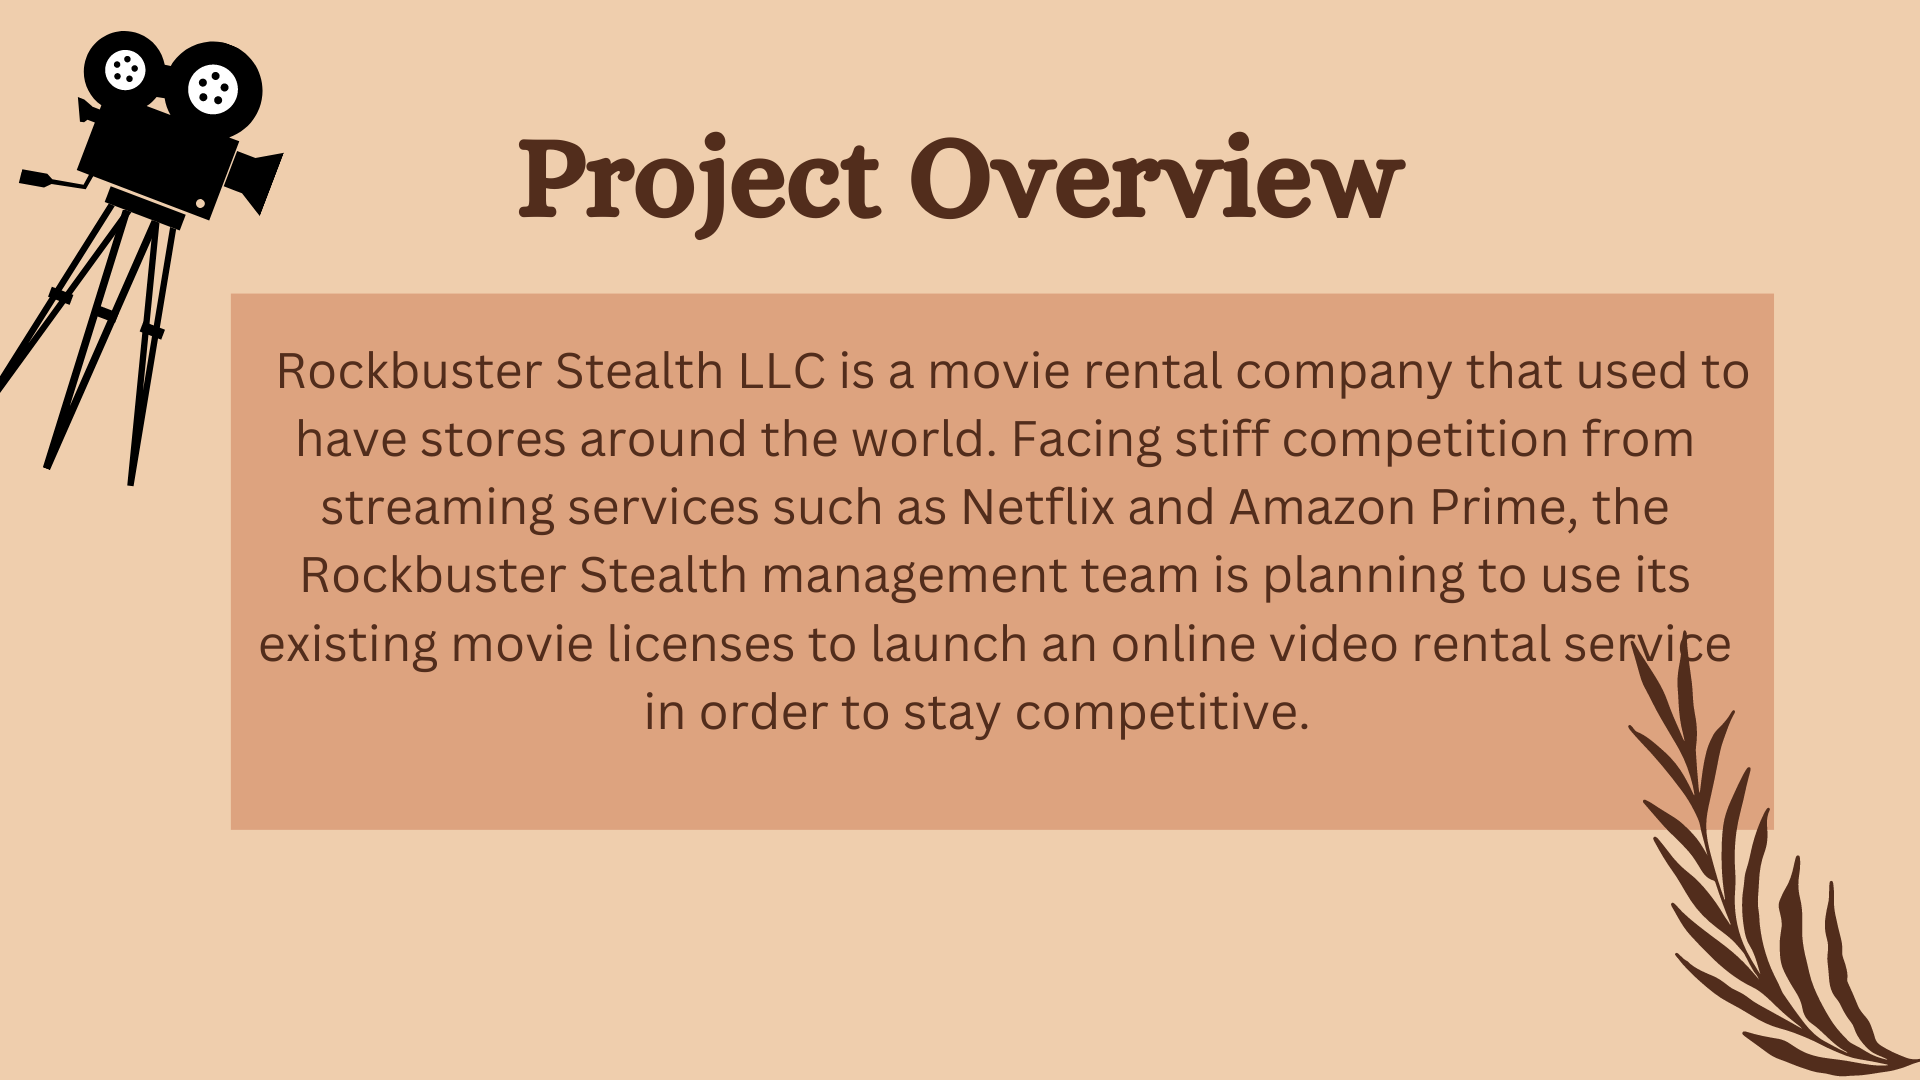 Project Overview
Rockbuster Stealth LLC is a movie rental company that used to
have stores around the world. Facing stiff competition from
streaming services such as Netflix and Amazon Prime, the
Rockbuster Stealth management team is planning to use its
existing movie licenses to launch an online video rental service
in order to stay competitive.